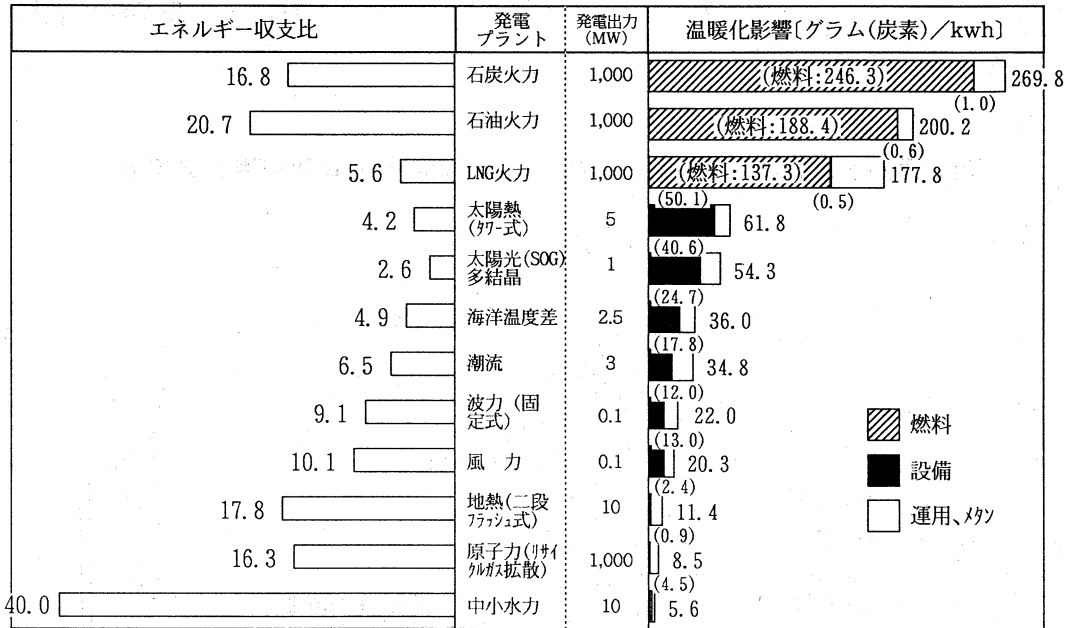 エネルギー収支比
発電
プラント
発電出力
(MW)
温暖化影響〔グラム(炭素)／kwh〕
16.8
石炭火力
1,000
(燃料:246.3)
269.8
(1.0)
20.7
石油火力
1,000
(燃料:188.4)
200.2
(0.6)
5.6
LNG火力
1,000
(燃料:137.3)
177.8
(0.5)
4.2
太陽熱
(タワー式)
5
(50.1)
61.8
2.6
太陽光(SOG)
多結晶
1
(40.6)
54.3
4.9
海洋温度差
2.5
(24.7)
36.0
6.5
潮流
3
(17.8)
34.8
9.1
波力(固
定式)
0.1
(12.0)
22.0
10.1
風 力
0.1
(13.0)
20.3
17.8
地熱(二段
フラッシュ式)
10
(2.4)
11.4
16.3
原子力(リサイ
クルガス拡散)
1,000
(0.9)
8.5
40.0
中小水力
10
(4.5)
5.6
燃料
設備
運用、メタン